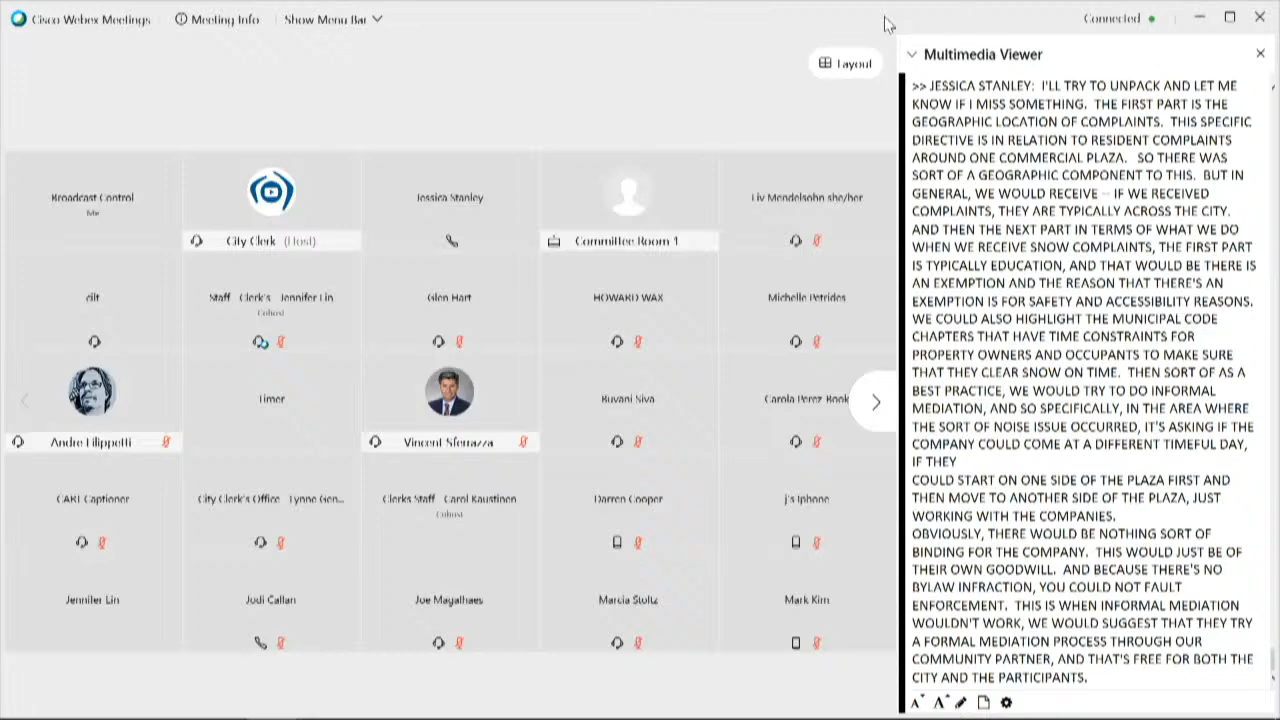 Cisco Webex Meetings
Meeting Info
Show Menu Bar
Connected
Layout
Broadcast Control
Me
City Clerk (Host)
Jessica Stanley
Committee Room 1
Liv Mendelsohn she/her
cilt
Staff Clerk's Jennifer Lin
Cohost
Glen Hart
HOWARD WAX
Michelle Petrides
Andre Filippetti
Timer
Vincent Sferrazza
Buvani Siva
Carola Perez Book
CART Captioner
City Clerk's Office Lynne Gen...
Clerks Staff Carol Kaustinen
Cohost
Darren Cooper
j's Iphone
Jennifer Lin
Jodi Callan
Joe Magalhaes
Marcia Stoltz
Mark Kim
Multimedia Viewer
>> JESSICA STANLEY: I'LL TRY TO UNPACK AND LET ME
KNOW IF I MISS SOMETHING. THE FIRST PART IS THE
GEOGRAPHIC LOCATION OF COMPLAINTS. THIS SPECIFIC
DIRECTIVE IS IN RELATION TO RESIDENT COMPLAINTS
AROUND ONE COMMERCIAL PLAZA. SO THERE WAS
SORT OF A GEOGRAPHIC COMPONENT TO THIS. BUT IN
GENERAL, WE WOULD RECEIVE -- IF WE RECEIVED
COMPLAINTS, THEY ARE TYPICALLY ACROSS THE CITY.
AND THEN THE NEXT PART IN TERMS OF WHAT WE DO
WHEN WE RECEIVE SNOW COMPLAINTS, THE FIRST PART
IS TYPICALLY EDUCATION, AND THAT WOULD BE THERE IS
AN EXEMPTION AND THE REASON THAT THERE'S AN
EXEMPTION IS FOR SAFETY AND ACCESSIBILITY REASONS.
WE COULD ALSO HIGHLIGHT THE MUNICIPAL CODE
CHAPTERS THAT HAVE TIME CONSTRAINTS FOR
PROPERTY OWNERS AND OCCUPANTS TO MAKE SURE
THAT THEY CLEAR SNOW ON TIME. THEN SORT OF AS A
BEST PRACTICE, WE WOULD TRY TO DO INFORMAL
MEDIATION, AND SO SPECIFICALLY, IN THE AREA WHERE
THE SORT OF NOISE ISSUE OCCURRED, IT'S ASKING IF THE
COMPANY COULD COME AT A DIFFERENT TIMEFUL DAY,
IF THEY
COULD START ON ONE SIDE OF THE PLAZA FIRST AND
THEN MOVE TO ANOTHER SIDE OF THE PLAZA, JUST
WORKING WITH THE COMPANIES.
OBVIOUSLY, THERE WOULD BE NOTHING SORT OF
BINDING FOR THE COMPANY. THIS WOULD JUST BE OF
THEIR OWN GOODWILL. AND BECAUSE THERE'S NO
BYLAW INFRACTION, YOU COULD NOT FAULT
ENFORCEMENT. THIS IS WHEN INFORMAL MEDIATION
WOULDN'T WORK, WE WOULD SUGGEST THAT THEY TRY
A FORMAL MEDIATION PROCESS THROUGH OUR
COMMUNITY PARTNER, AND THAT'S FREE FOR BOTH THE
CITY AND THE PARTICIPANTS.